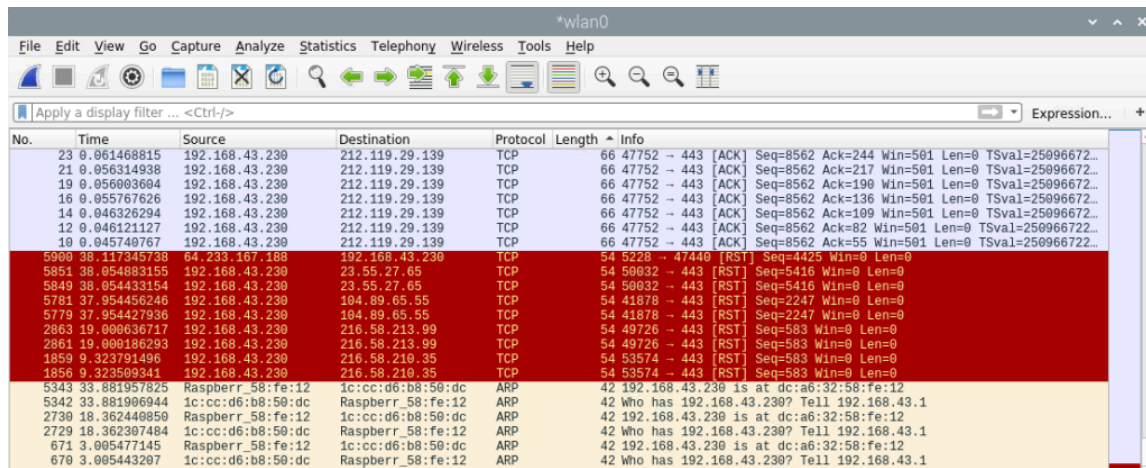 *wlan0
File Edit View Go Capture Analyze Statistics Telephony Wireless Tools Help
Apply a display filter ... <Ctrl-/> Expression... +
No. Time Source Destination Protocol Length Info
23 0.061468815 192.168.43.230 212.119.29.139 TCP 66 47752 → 443 [ACK] Seq=8562 Ack=244 Win=501 Len=0 TSval=25096672…
21 0.056314938 192.168.43.230 212.119.29.139 TCP 66 47752 → 443 [ACK] Seq=8562 Ack=217 Win=501 Len=0 TSval=25096672…
19 0.056003604 192.168.43.230 212.119.29.139 TCP 66 47752 → 443 [ACK] Seq=8562 Ack=190 Win=501 Len=0 TSval=25096672…
16 0.055767626 192.168.43.230 212.119.29.139 TCP 66 47752 → 443 [ACK] Seq=8562 Ack=136 Win=501 Len=0 TSval=25096672…
14 0.046326294 192.168.43.230 212.119.29.139 TCP 66 47752 → 443 [ACK] Seq=8562 Ack=109 Win=501 Len=0 TSval=25096672…
12 0.046121127 192.168.43.230 212.119.29.139 TCP 66 47752 → 443 [ACK] Seq=8562 Ack=82 Win=501 Len=0 TSval=250966722…
10 0.045740767 192.168.43.230 212.119.29.139 TCP 66 47752 → 443 [ACK] Seq=8562 Ack=55 Win=501 Len=0 TSval=250966722…
5900 38.117345738 64.233.167.188 192.168.43.230 TCP 54 5228 → 47440 [RST] Seq=4425 Win=0 Len=0
5851 38.054883155 192.168.43.230 23.55.27.65 TCP 54 50032 → 443 [RST] Seq=5416 Win=0 Len=0
5849 38.054433154 192.168.43.230 23.55.27.65 TCP 54 50032 → 443 [RST] Seq=5416 Win=0 Len=0
5781 37.954456246 192.168.43.230 104.89.65.55 TCP 54 41878 → 443 [RST] Seq=2247 Win=0 Len=0
5779 37.954427936 192.168.43.230 104.89.65.55 TCP 54 41878 → 443 [RST] Seq=2247 Win=0 Len=0
2863 19.000636717 192.168.43.230 216.58.213.99 TCP 54 49726 → 443 [RST] Seq=583 Win=0 Len=0
2861 19.000186293 192.168.43.230 216.58.213.99 TCP 54 49726 → 443 [RST] Seq=583 Win=0 Len=0
1859 9.323791496 192.168.43.230 216.58.210.35 TCP 54 53574 → 443 [RST] Seq=583 Win=0 Len=0
1856 9.323509341 192.168.43.230 216.58.210.35 TCP 54 53574 → 443 [RST] Seq=583 Win=0 Len=0
5343 33.881957825 Raspberr_58:fe:12 1c:cc:d6:b8:50:dc ARP 42 192.168.43.230 is at dc:a6:32:58:fe:12
5342 33.881906944 1c:cc:d6:b8:50:dc Raspberr_58:fe:12 ARP 42 Who has 192.168.43.230? Tell 192.168.43.1
2730 18.362440850 Raspberr_58:fe:12 1c:cc:d6:b8:50:dc ARP 42 192.168.43.230 is at dc:a6:32:58:fe:12
2729 18.362307484 1c:cc:d6:b8:50:dc Raspberr_58:fe:12 ARP 42 Who has 192.168.43.230? Tell 192.168.43.1
671 3.005477145 Raspberr_58:fe:12 1c:cc:d6:b8:50:dc ARP 42 192.168.43.230 is at dc:a6:32:58:fe:12
670 3.005443207 1c:cc:d6:b8:50:dc Raspberr_58:fe:12 ARP 42 Who has 192.168.43.230? Tell 192.168.43.1